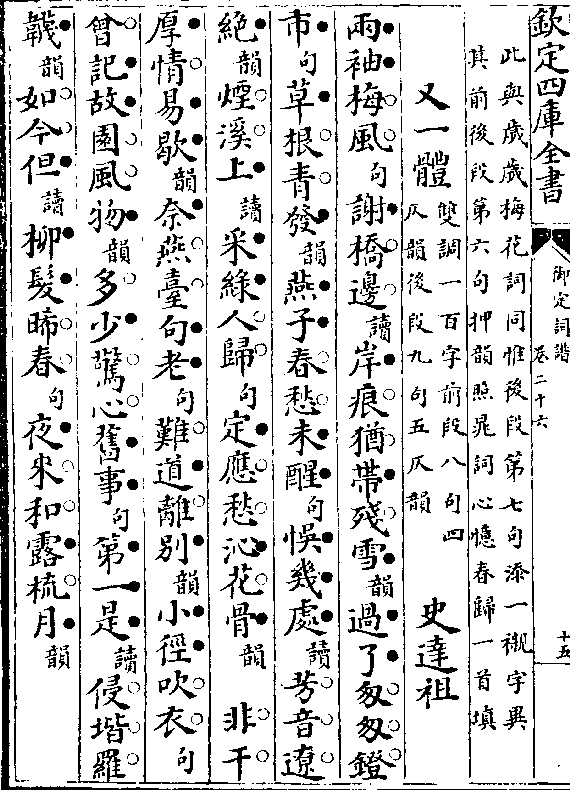 欽定四庫全書
御定詞譜
卷二十六
十五
此與歲歲梅花詞同惟後段第七句添一襯字異
其前後段第六句押韻照晁詞心憶春歸一首填
又一體
雙調一百字前段八句四
仄韻後段九句五仄韻
史達祖
雨袖梅風句謝橋邊讀岸痕猶帶殘雪韻過了匆匆鐙
市句草根青發韻燕子春愁未醒句悞幾處讀芳音遼
絕韻煙溪上讀采綠人歸句定應愁沁花骨韻非干
厚情易歇韻奈燕臺句老句難道離別韻小徑吹衣句
曾記故園風物韻多少驚心舊事句第一是讀侵堦羅
韈韻如今但讀柳髮晞春句夜來和露梳月韻